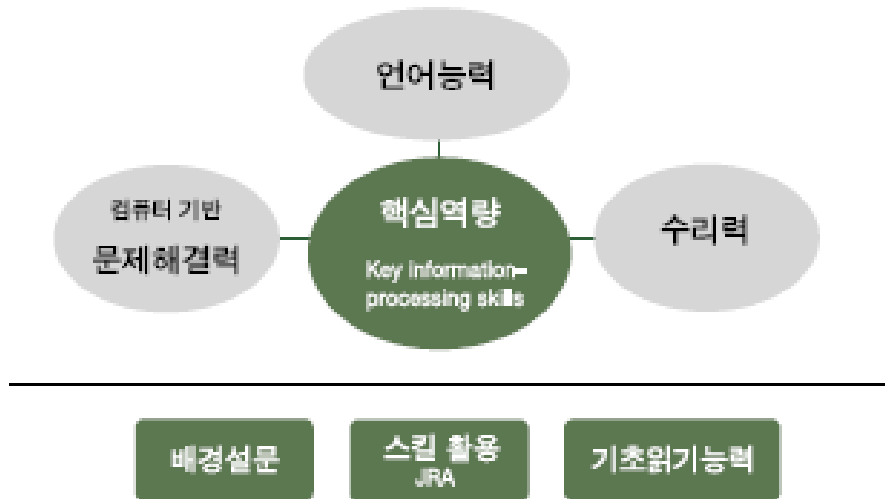 언어능력
컴퓨터 기반
문제해결력
핵심역량
Key information-
processing skills
수리력
배경설문
스킬 활용
JRA
기초읽기능력